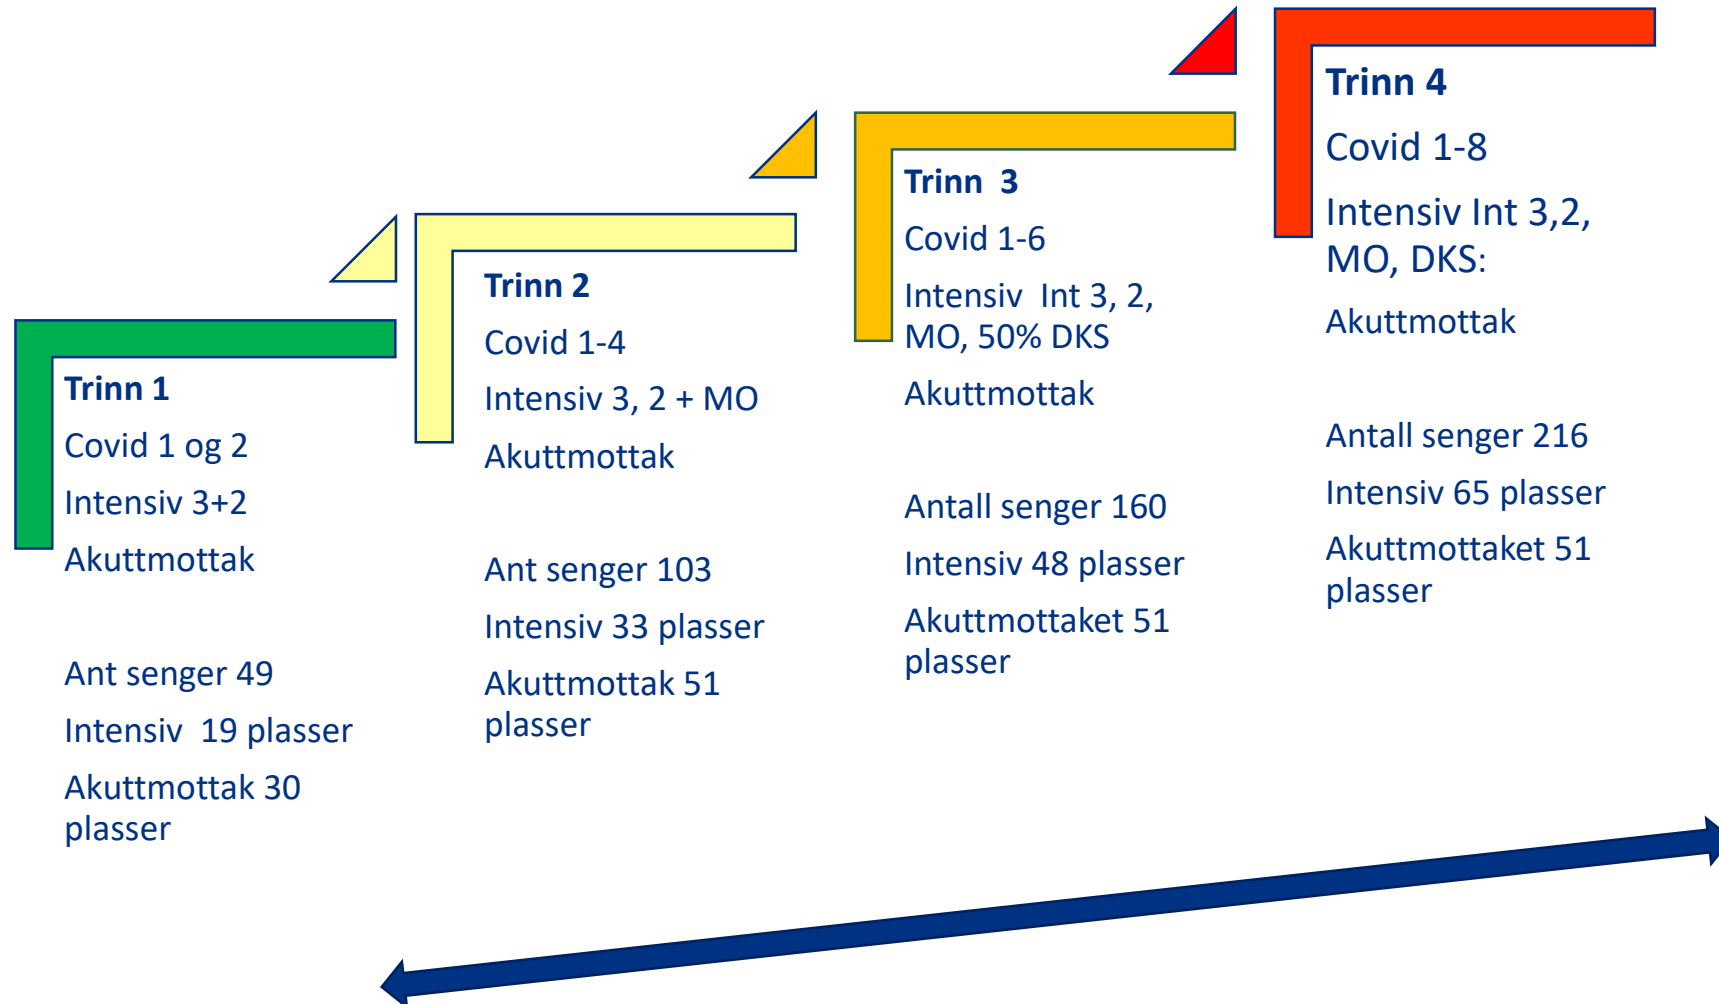 Trinn 1
Covid 1 og 2
Intensiv 3+2
Akuttmottak
Ant senger 49
Intensiv  19 plasser
Akuttmottak 30
plasser
Trinn 2
Covid 1-4
Intensiv 3, 2 + MO
Akuttmottak
Ant senger 103
Intensiv 33 plasser
Akuttmottak 51
plasser
Trinn  3
Covid 1-6
Intensiv  Int 3, 2,
MO, 50% DKS
Akuttmottak
Antall senger 160
Intensiv 48 plasser
Akuttmottaket 51
plasser
Trinn 4
Covid 1-8
Intensiv Int 3,2,
MO, DKS:
Akuttmottak
Antall senger 216
Intensiv 65 plasser
Akuttmottaket 51
plasser